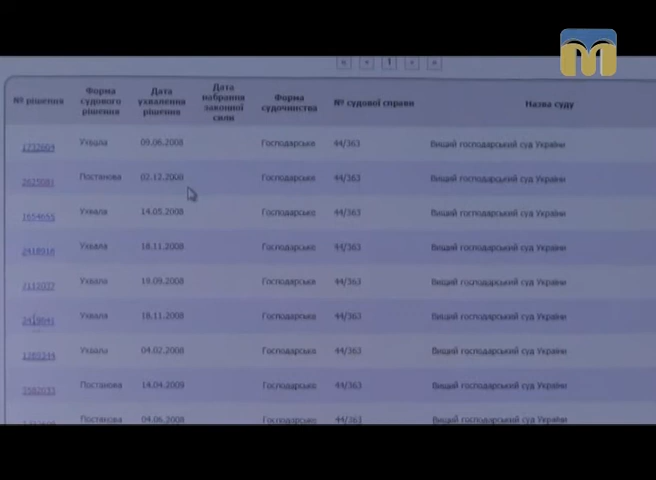 « ‹ 1 › »
№ рішення Форма судового рішення Дата ухвалення рішення Дата набрання законної сили Форма судочинства № судової справи Назва суду
Ухвала 09.06.2008 Господарське 44/363 Вищий господарський суд України
Постанова 02.12.2008 Господарське 44/363 Вищий господарський суд України
1654655 Ухвала 14.05.2008 Господарське 44/363 Вищий господарський суд України
2418916 Ухвала 18.11.2008 Господарське 44/363 Вищий господарський суд України
2112037 Ухвала 19.09.2008 Господарське 44/363 Вищий господарський суд України
Ухвала 18.11.2008 Господарське 44/363 Вищий господарський суд України
Ухвала 04.02.2008 Господарське 44/363 Вищий господарський суд України
Постанова 14.04.2009 Господарське 44/363 Вищий господарський суд України
Постанова 04.06.2008 Господарське 44/363 Вищий господарський суд України